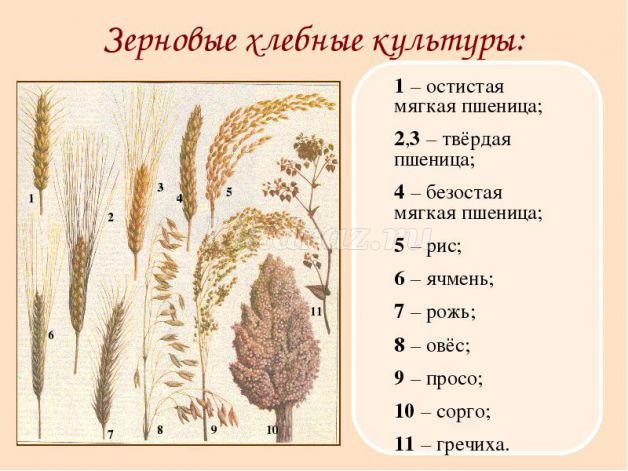 Зерновые хлебные культуры:
1
2
3
4
5
6
7
8
9
10
11
1 – остистая
мягкая пшеница;
2,3 – твёрдая
пшеница;
4 – безостая
мягкая пшеница;
5 – рис;
6 – ячмень;
7 – рожь;
8 – овёс;
9 – просо;
10 – сорго;
11 – гречиха.